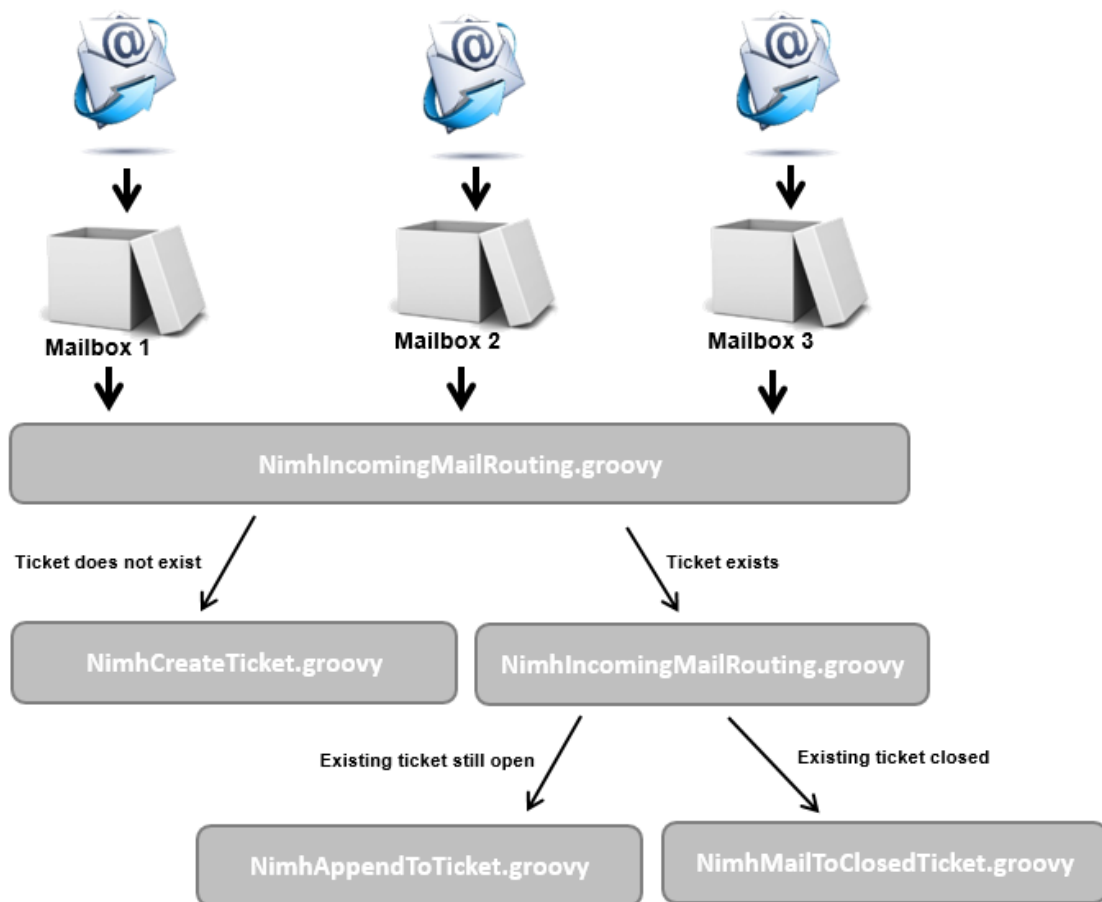 @ @ @
Mailbox 1 Mailbox 2 Mailbox 3
NimhIncomingMailRouting.groovy
Ticket does not exist Ticket exists
NimhCreateTicket.groovy NimhIncomingMailRouting.groovy
Existing ticket still open Existing ticket closed
NimhAppendToTicket.groovy NimhMailToClosedTicket.groovy